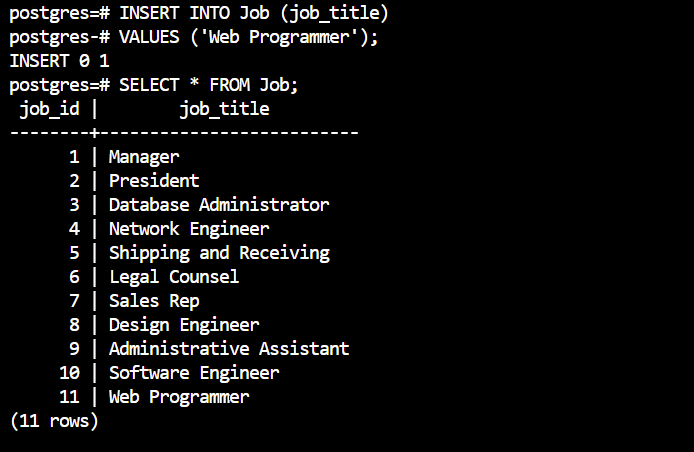 postgres=# INSERT INTO Job (job_title)
postgres-# VALUES ('Web Programmer');
INSERT 0 1
postgres=# SELECT * FROM Job;
 job_id |        job_title
--------+--------------------------
      1 | Manager
      2 | President
      3 | Database Administrator
      4 | Network Engineer
      5 | Shipping and Receiving
      6 | Legal Counsel
      7 | Sales Rep
      8 | Design Engineer
      9 | Administrative Assistant
     10 | Software Engineer
     11 | Web Programmer
(11 rows)